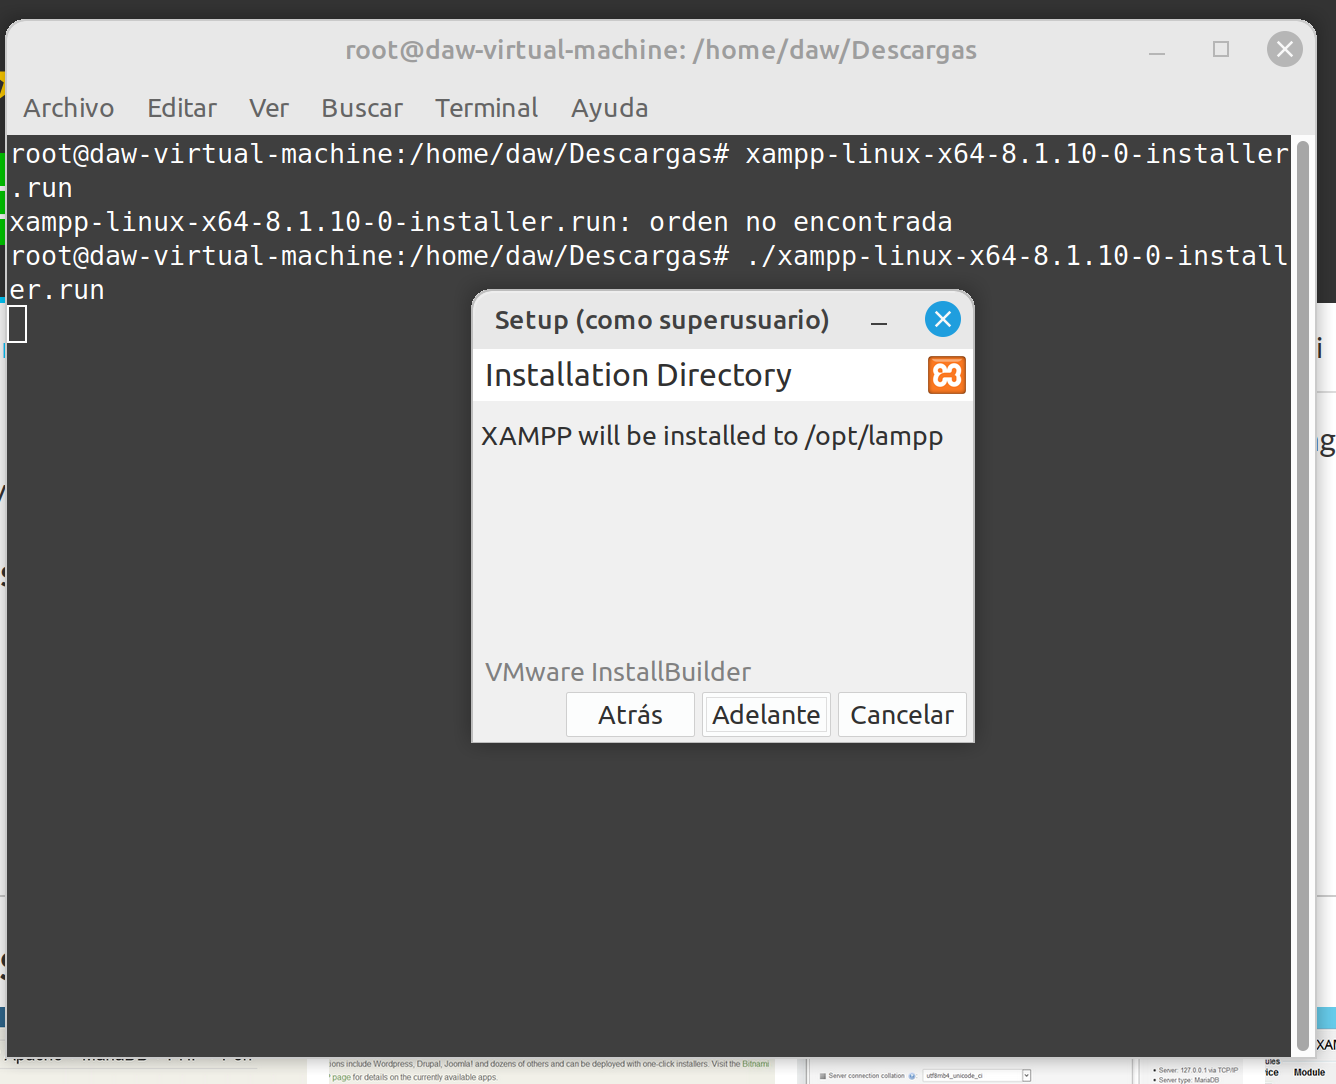 root@daw-virtual-machine: /home/daw/Descargas
Archivo Editar Ver Buscar Terminal Ayuda
root@daw-virtual-machine:/home/daw/Descargas# xampp-linux-x64-8.1.10-0-installer
.run
xampp-linux-x64-8.1.10-0-installer.run: orden no encontrada
root@daw-virtual-machine:/home/daw/Descargas# ./xampp-linux-x64-8.1.10-0-install
er.run
Setup (como superusuario)
Installation Directory
XAMPP will be installed to /opt/lampp
VMware InstallBuilder
Atrás Adelante Cancelar
ions include Wordpress, Drupal, Joomla! and dozens of others and can be deployed with one-click installers. Visit the Bitnami
page for details on the currently available apps.
Server connection collation
utf8mb4_unicode_ci
Server: 127.0.0.1 via TCP/IP
Server type: MariaDB
Module